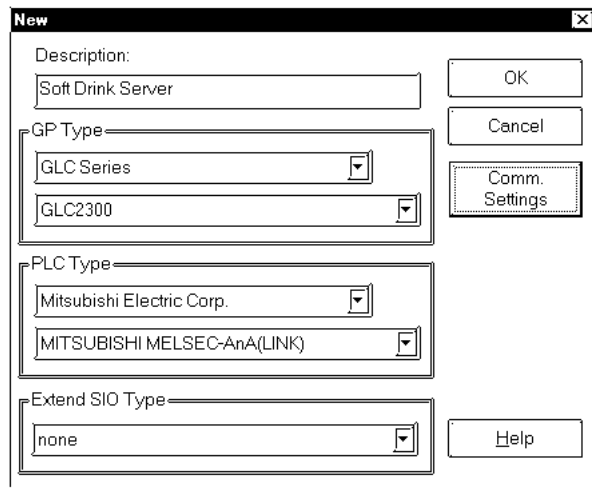 New
Description:
Soft Drink Server
OK
GP Type
Cancel
GLC Series
Comm.
Settings
GLC2300
PLC Type
Mitsubishi Electric Corp.
MITSUBISHI MELSEC-AnA(LINK)
Extend SIO Type
none
Help